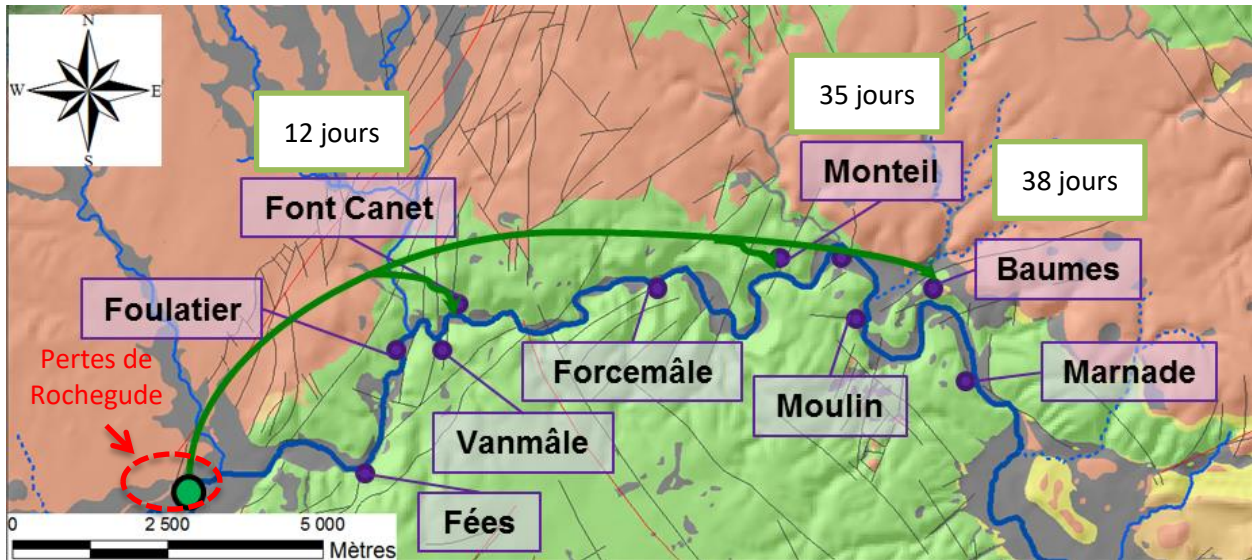 N
W
E
S
12 jours
35 jours
38 jours
Font Canet
Monteil
Baumes
Foulatier
Pertes de
Rochegude
Forcemâle
Moulin
Marnade
Vanmâle
Fées
0 2 500 5 000
Mètres